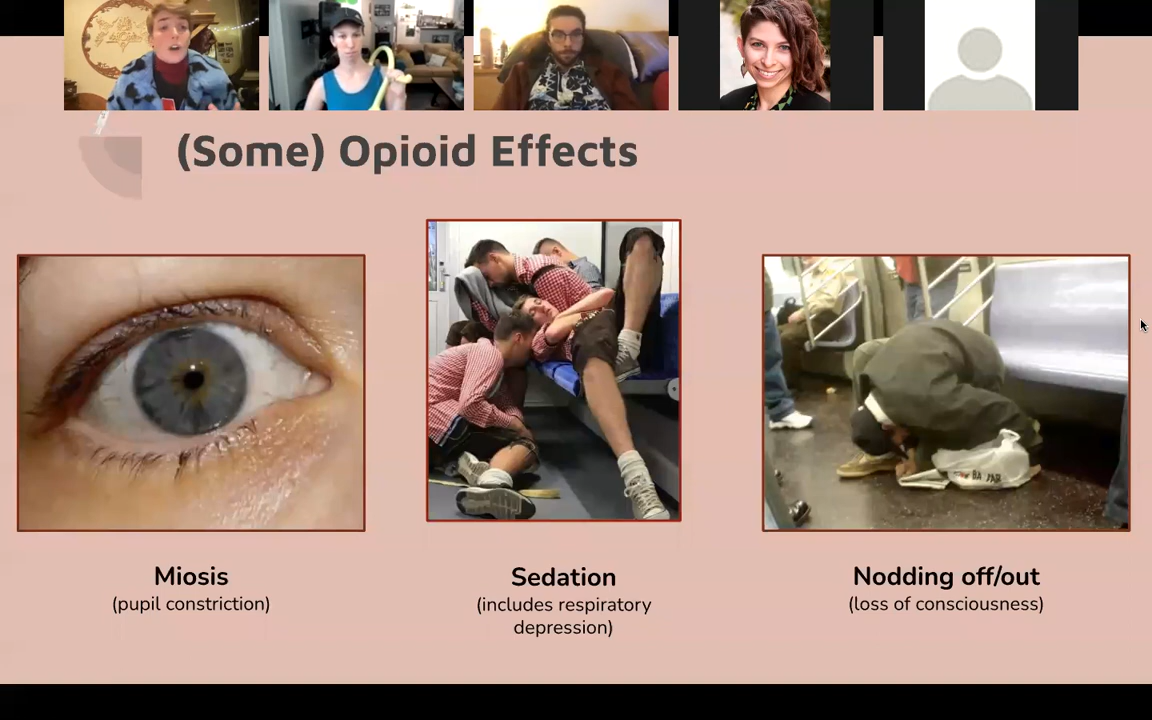 (Some) Opioid Effects
Miosis
(pupil constriction)
Sedation
(includes respiratory
depression)
Nodding off/out
(loss of consciousness)